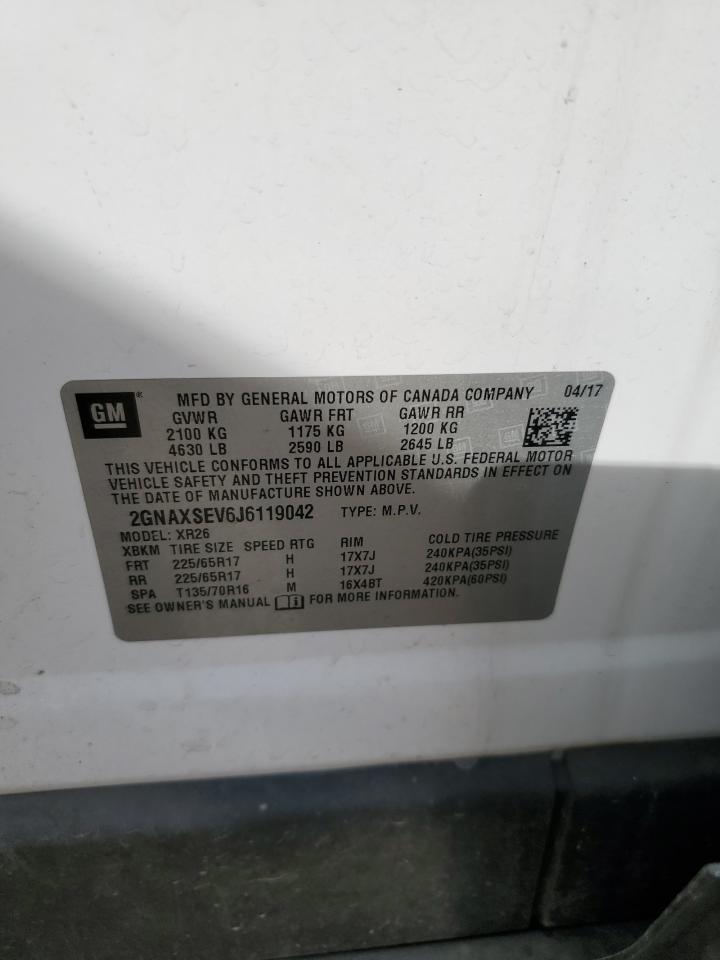 GM®
MFD BY GENERAL MOTORS OF CANADA COMPANY 04/17
GVWR GAWR FRT GAWR RR
2100 KG 1175 KG 1200 KG
4630 LB 2590 LB 2645 LB
THIS VEHICLE CONFORMS TO ALL APPLICABLE U.S. FEDERAL MOTOR
VEHICLE SAFETY AND THEFT PREVENTION STANDARDS IN EFFECT ON
THE DATE OF MANUFACTURE SHOWN ABOVE.
2GNAXSEV6J6119042 TYPE: M.P.V.
MODEL: XR26
XBKM TIRE SIZE SPEED RTG RIM COLD TIRE PRESSURE
FRT 225/65R17 H 17X7J 240KPA(35PSI)
RR 225/65R17 H 17X7J 240KPA(35PSI)
SPA T135/70R16 M 16X4BT 420KPA(60PSI)
SEE OWNER'S MANUAL i FOR MORE INFORMATION.